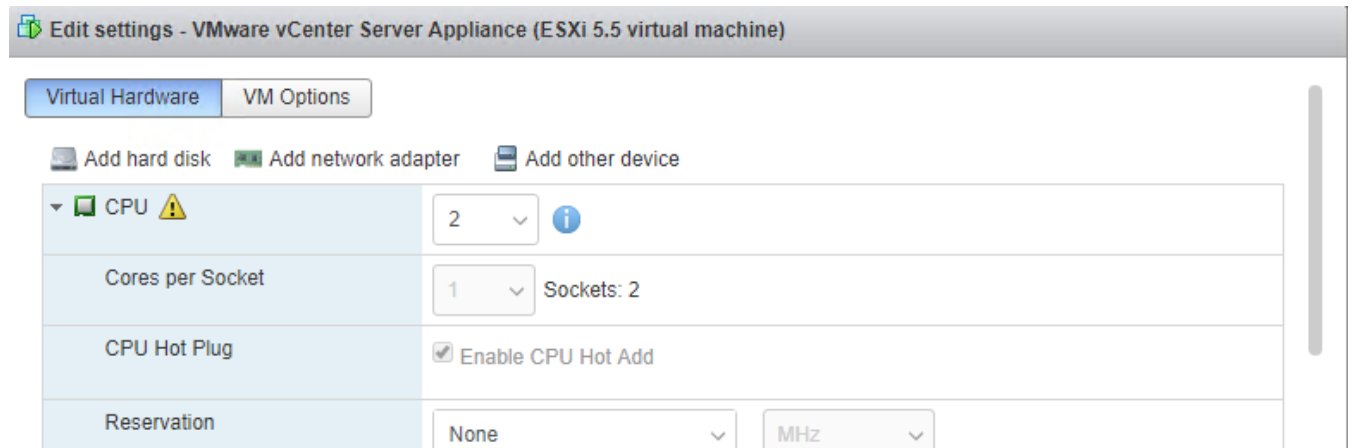 Edit settings - VMware vCenter Server Appliance (ESXi 5.5 virtual machine)
Virtual Hardware VM Options
Add hard disk Add network adapter Add other device
CPU 2
Cores per Socket 1 Sockets: 2
CPU Hot Plug Enable CPU Hot Add
Reservation None MHz